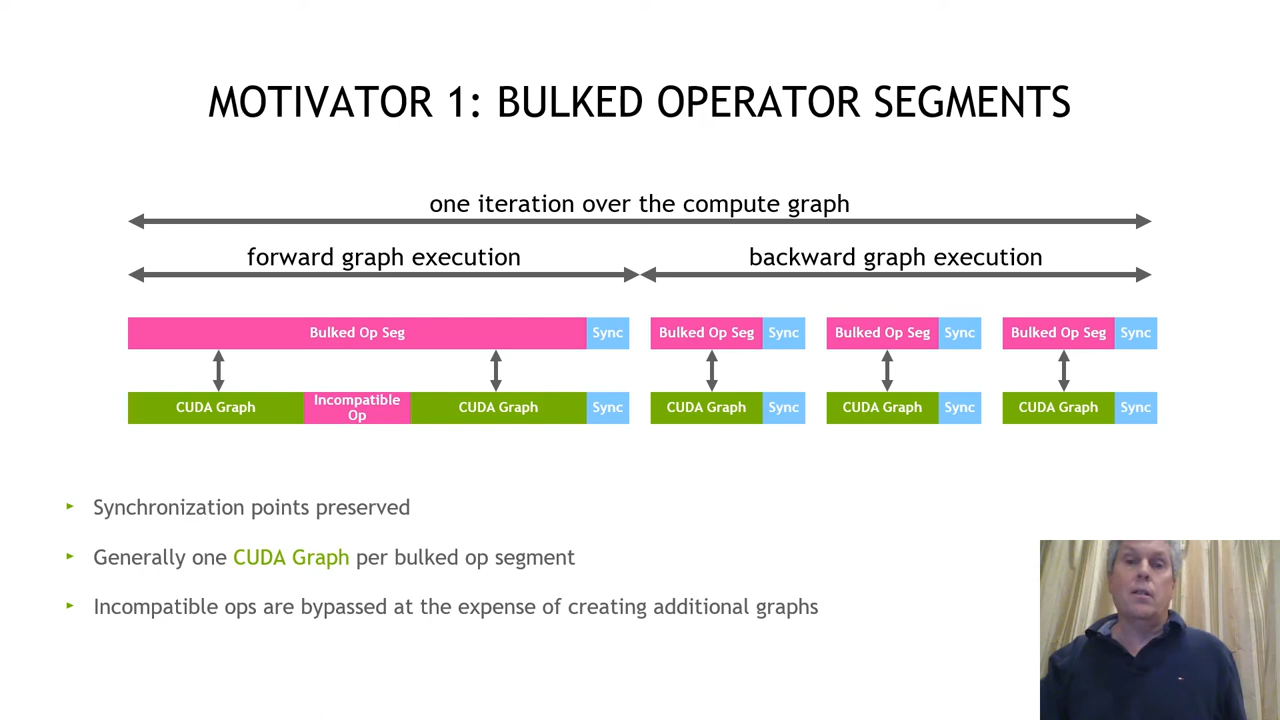 MOTIVATOR 1: BULKED OPERATOR SEGMENTS
one iteration over the compute graph
forward graph execution
backward graph execution
Bulked Op Seg
Sync
Bulked Op Seg
Sync
Bulked Op Seg
Sync
Bulked Op Seg
Sync
CUDA Graph
Incompatible
Op
CUDA Graph
Sync
CUDA Graph
Sync
CUDA Graph
Sync
CUDA Graph
Sync
Synchronization points preserved
Generally one CUDA Graph per bulked op segment
Incompatible ops are bypassed at the expense of creating additional graphs